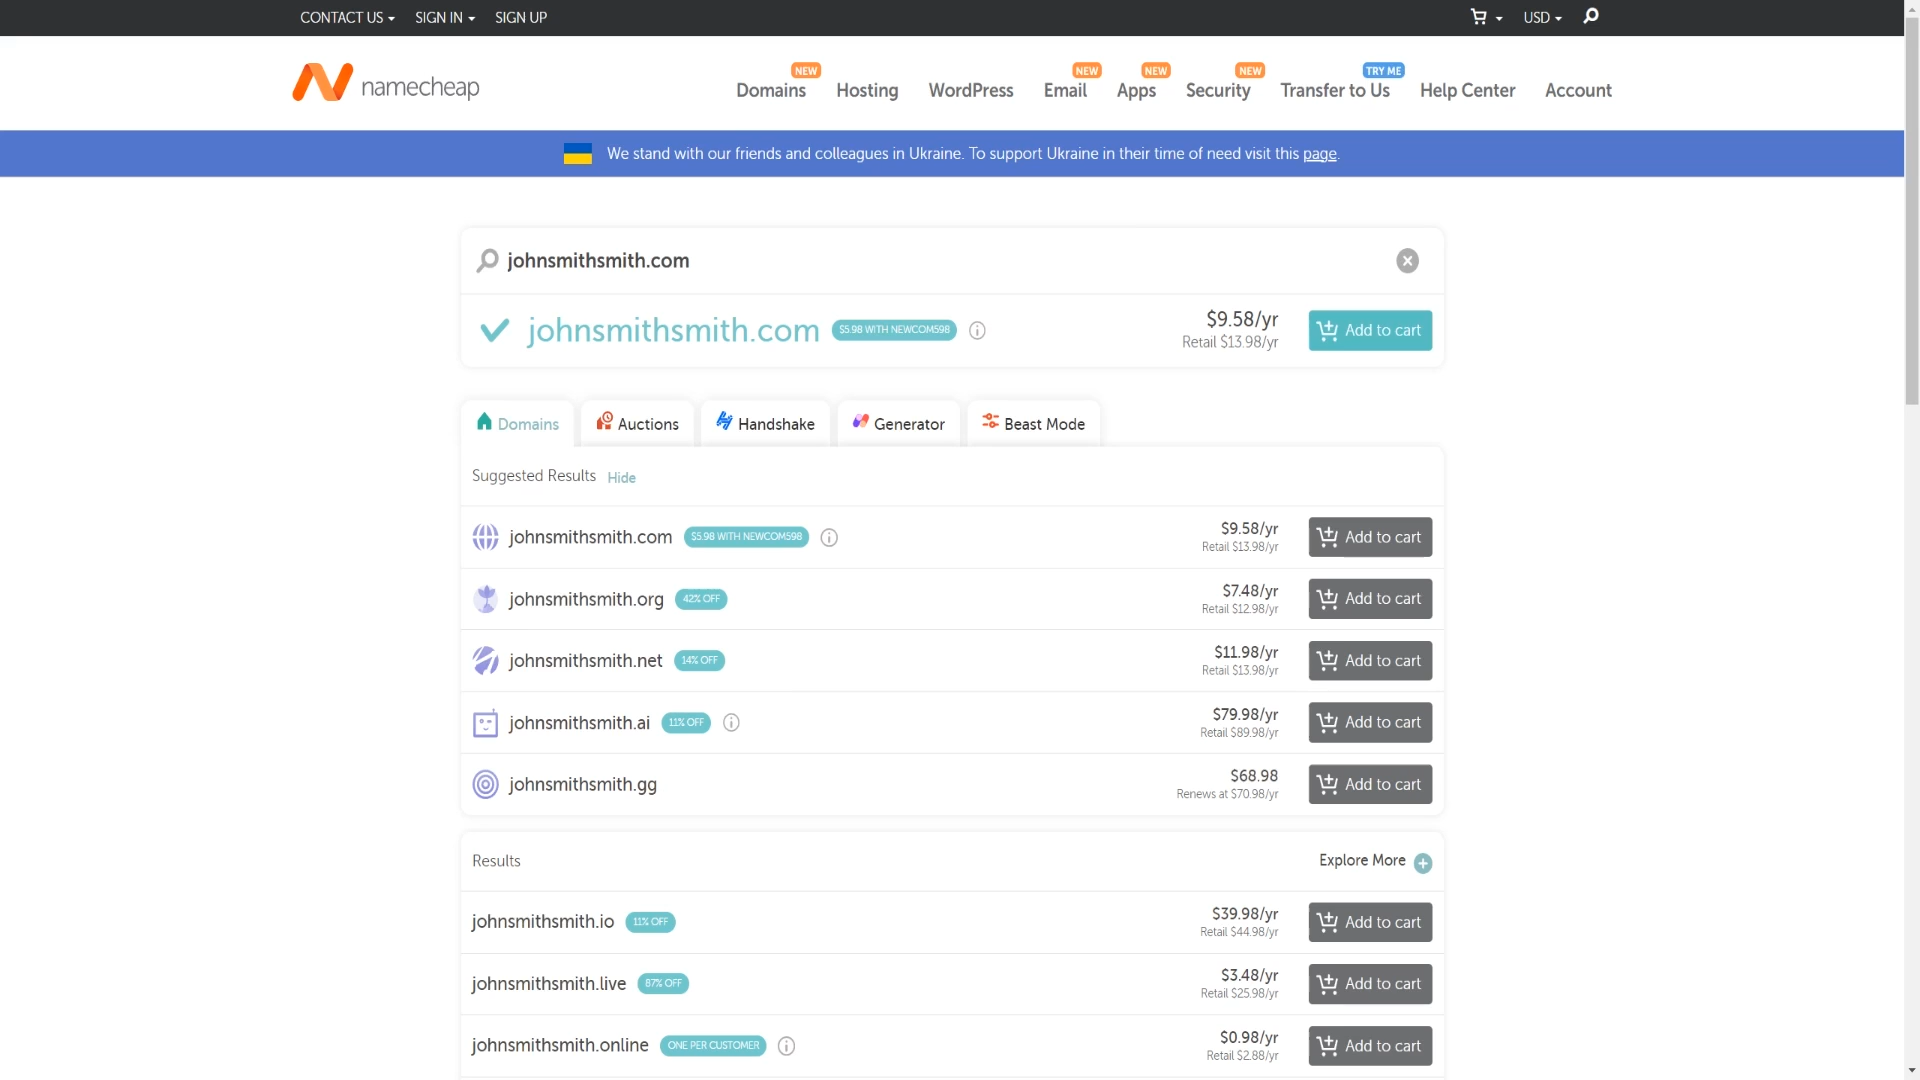 CONTACT US SIGN IN SIGN UP USD
namecheap
NEW NEW NEW NEW TRY ME
Domains Hosting WordPress Email Apps Security Transfer to Us Help Center Account
We stand with our friends and colleagues in Ukraine. To support Ukraine in their time of need visit this page.
johnsmithsmith.com
johnsmithsmith.com $5.98 WITH NEWCOM598 $9.58/yr Add to cart
Retail $13.98/yr
Domains Auctions Handshake Generator Beast Mode
Suggested Results Hide
johnsmithsmith.com $5.98 WITH NEWCOM598 $9.58/yr Add to cart
Retail $13.98/yr
johnsmithsmith.org 42% OFF $7.48/yr Add to cart
Retail $12.98/yr
johnsmithsmith.net 14% OFF $11.98/yr Add to cart
Retail $13.98/yr
johnsmithsmith.ai 11% OFF $79.98/yr Add to cart
Retail $89.98/yr
johnsmithsmith.gg $68.98 Add to cart
Renews at $70.98/yr
Results Explore More
johnsmithsmith.io 11% OFF $39.98/yr Add to cart
Retail $44.98/yr
johnsmithsmith.live 87% OFF $3.48/yr Add to cart
Retail $25.98/yr
johnsmithsmith.online ONE PER CUSTOMER $0.98/yr Add to cart
Retail $2.88/yr